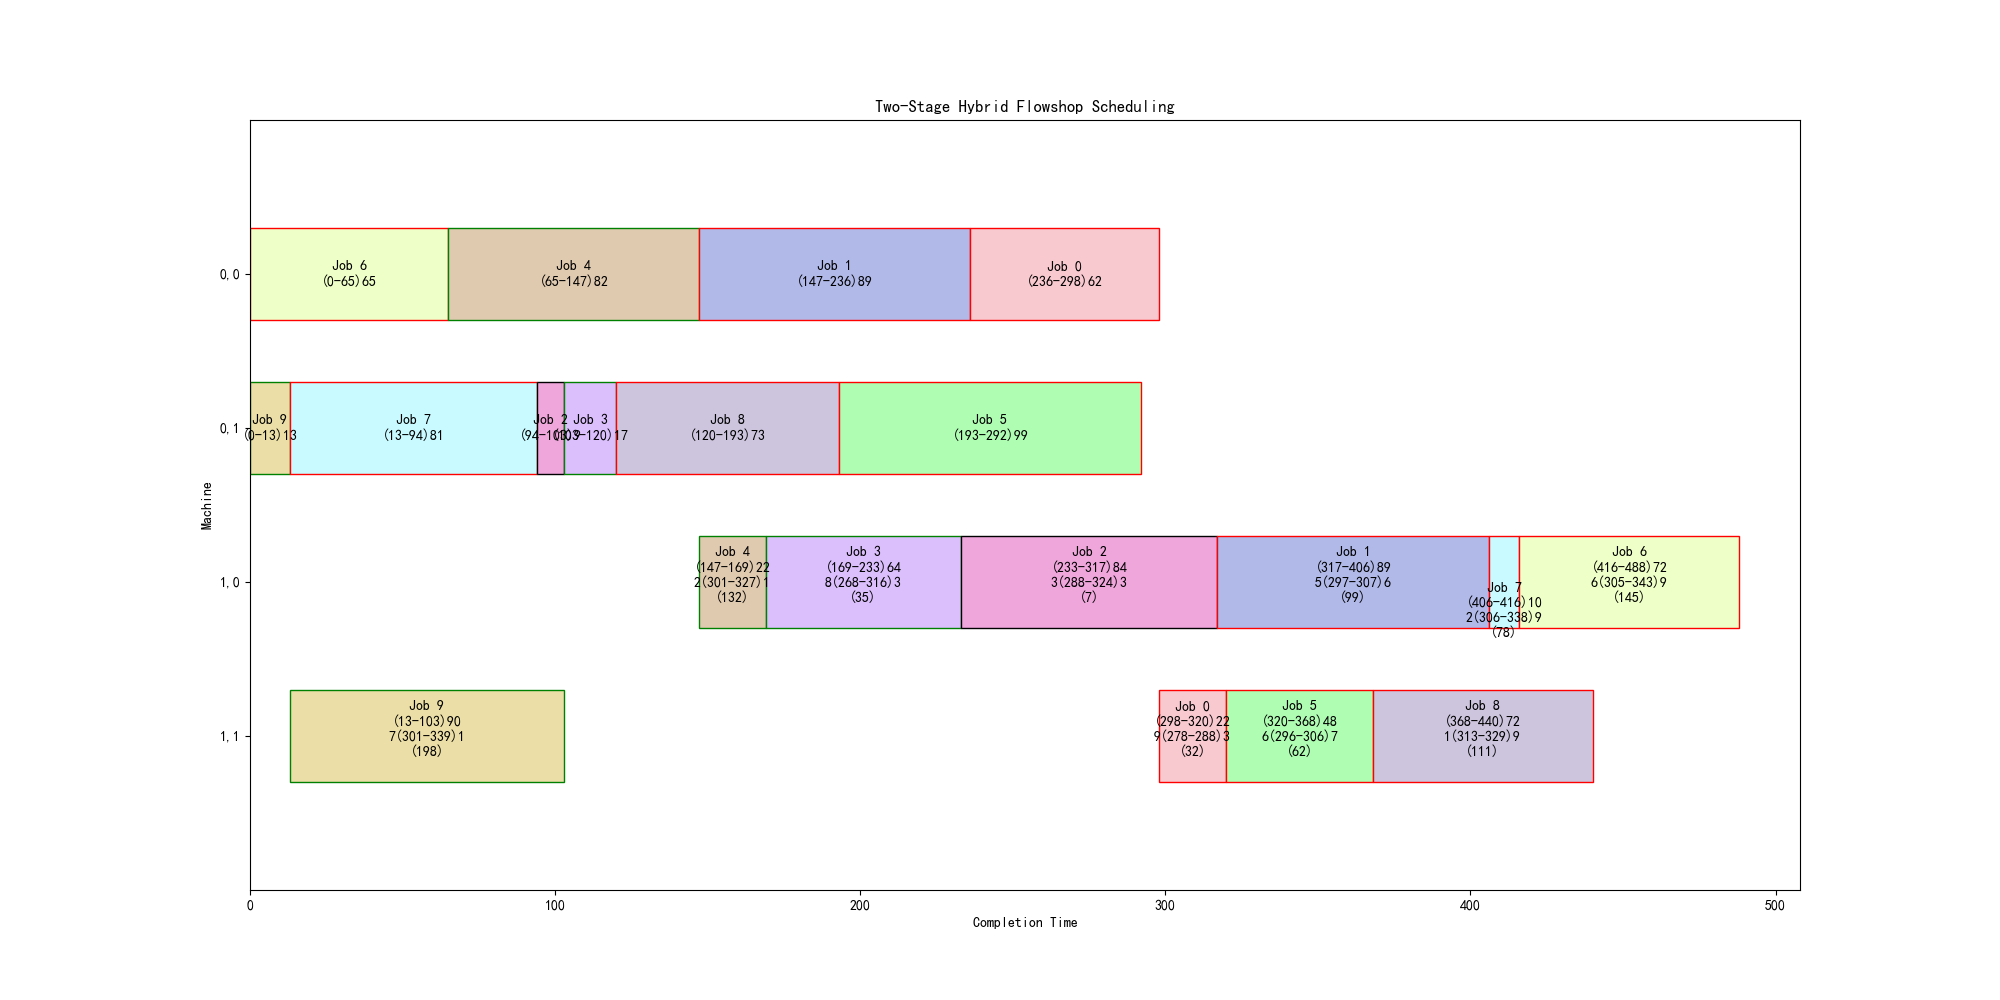 Two-Stage Hybrid Flowshop Scheduling
Machine
0,0
Job 6
(0-65)65
Job 4
(65-147)82
Job 1
(147-236)89
Job 0
(236-298)62
0,1
Job 9
(0-13)13
Job 7
(13-94)81
Job 2
(94-103)9
Job 3
(103-120)17
Job 8
(120-193)73
Job 5
(193-292)99
1,0
Job 4
(147-169)22
2(301-327)1
(132)
Job 3
(169-233)64
8(268-316)3
(35)
Job 2
(233-317)84
3(288-324)3
(7)
Job 1
(317-406)89
5(297-307)6
(99)
Job 7
(406-416)10
2(306-338)9
(78)
Job 6
(416-488)72
6(305-343)9
(145)
1,1
Job 9
(13-103)90
7(301-339)1
(198)
Job 0
(298-320)22
9(278-288)3
(32)
Job 5
(320-368)48
6(296-306)7
(62)
Job 8
(368-440)72
1(313-329)9
(111)
0
100
200
300
400
500
Completion Time